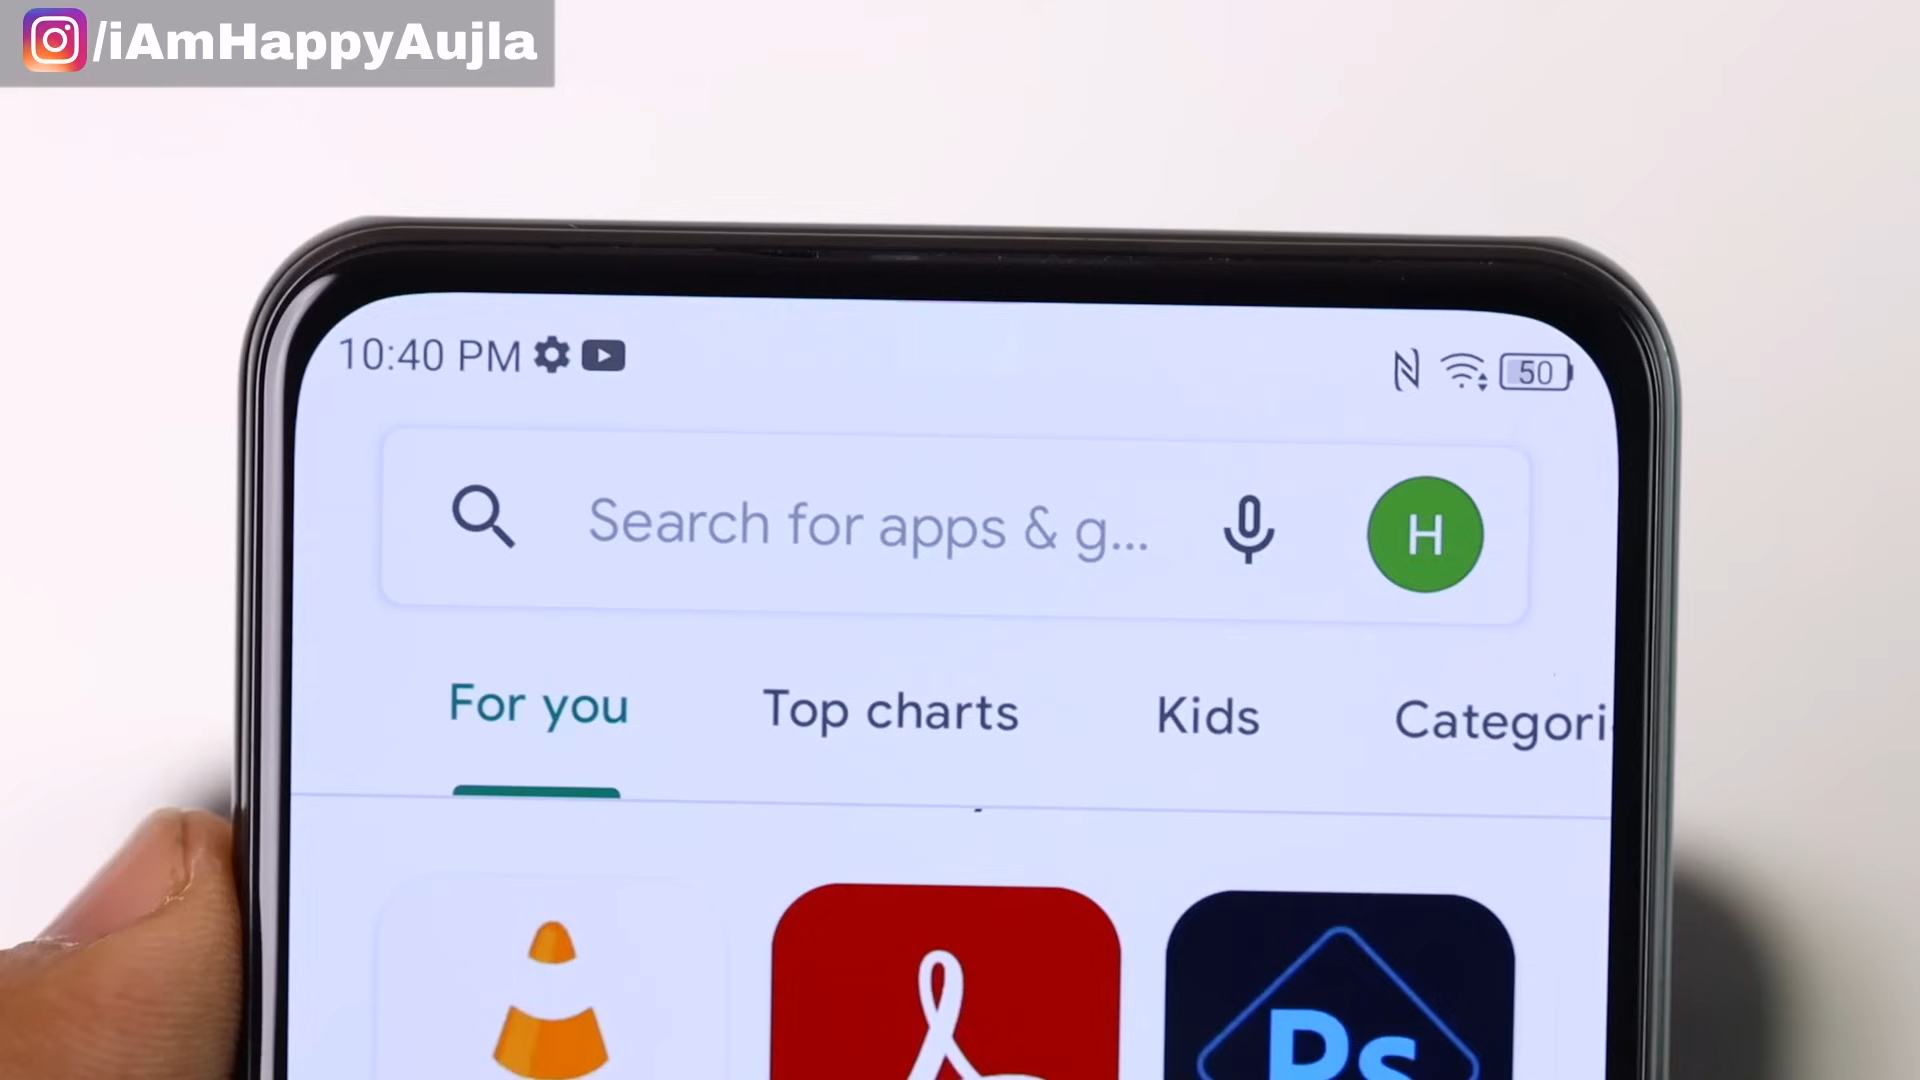 /iAmHappyAujla
10:40 PM
50
Search for apps & g...
H
For you
Top charts
Kids
Categori
Ps